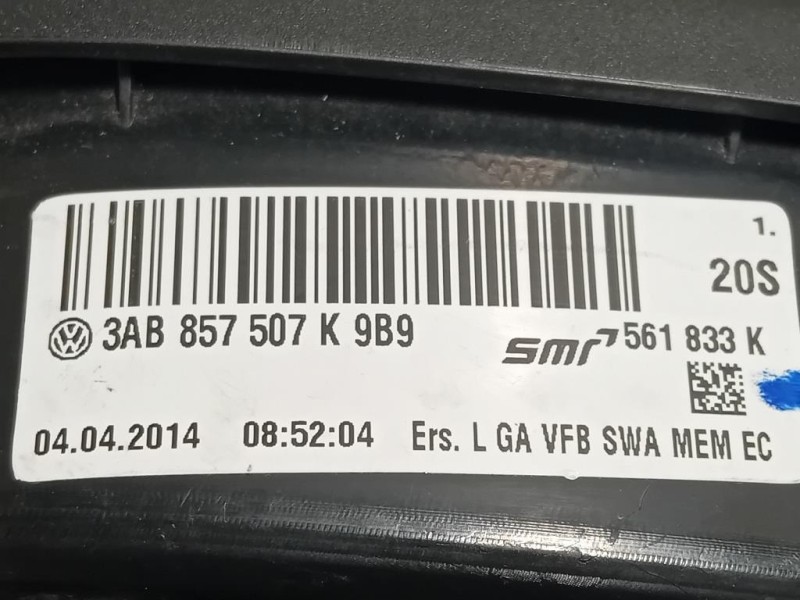 1.
20S
3AB 857 507 K 9B9
smr 561 833 K
04.04.2014 08:52:04 Ers. L GA VFB SWA MEM EC